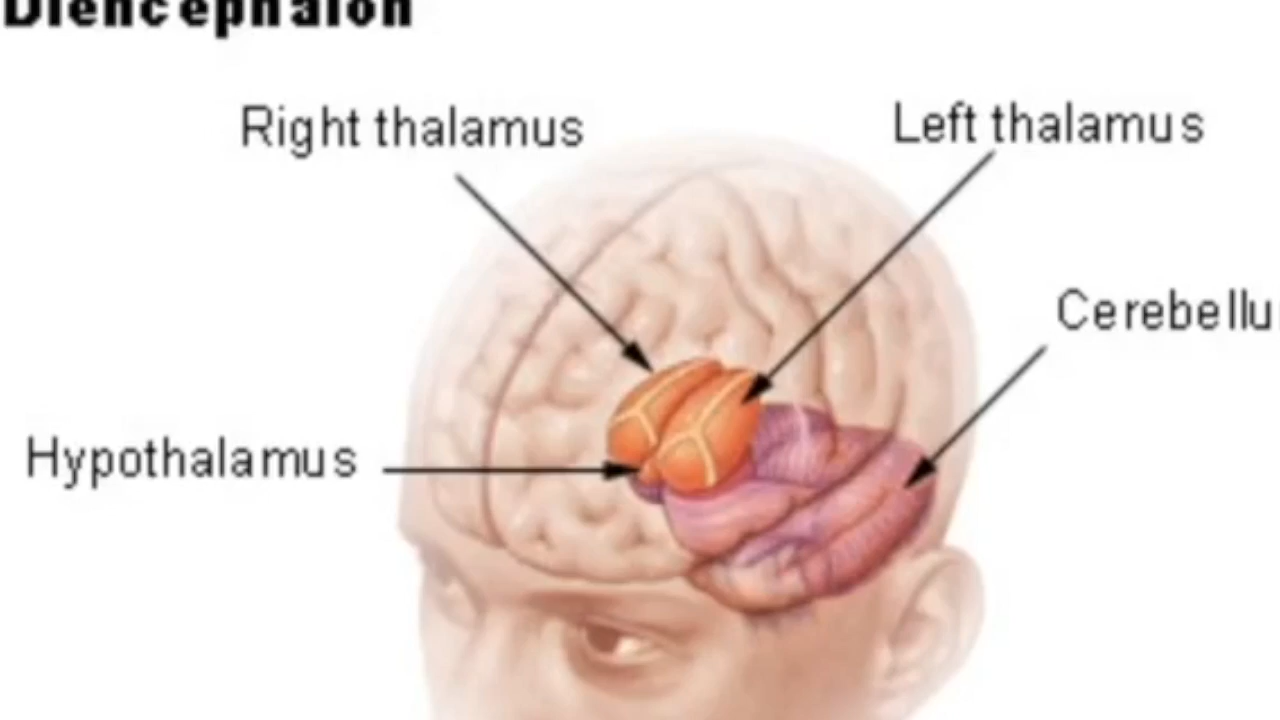 Diencephalon
Right thalamus
Left thalamus
Cerebellu
Hypothalamus